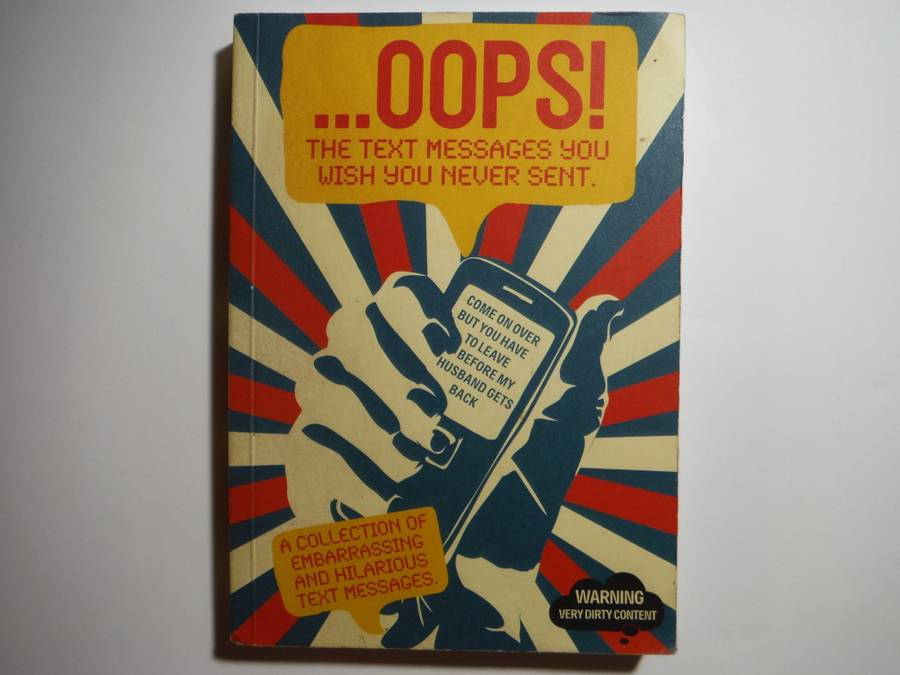 ...OOPS!
THE TEXT MESSAGES YOU
WISH YOU NEVER SENT.
COME ON OVER
BUT YOU HAVE
TO LEAVE
BEFORE MY
HUSBAND GETS
BACK
A COLLECTION OF
EMBARRASSING
AND HILARIOUS
TEXT MESSAGES.
WARNING
VERY DIRTY CONTENT